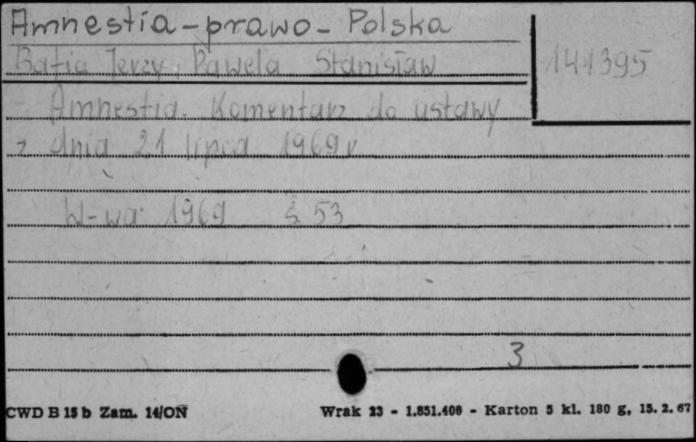 Amnestia - prawo - Polska
Bafia Jerzy, Pawela Stanisław
141395
Amnestia. Komentarz do ustawy
z dnia 21 lipca 1969 r
W-wa 1969 s 53
3
CWD B 15 b Zam. 14/ON
Wrak 23 - 1.851.408 - Karton 5 kl. 180 g, 15. 2. 67